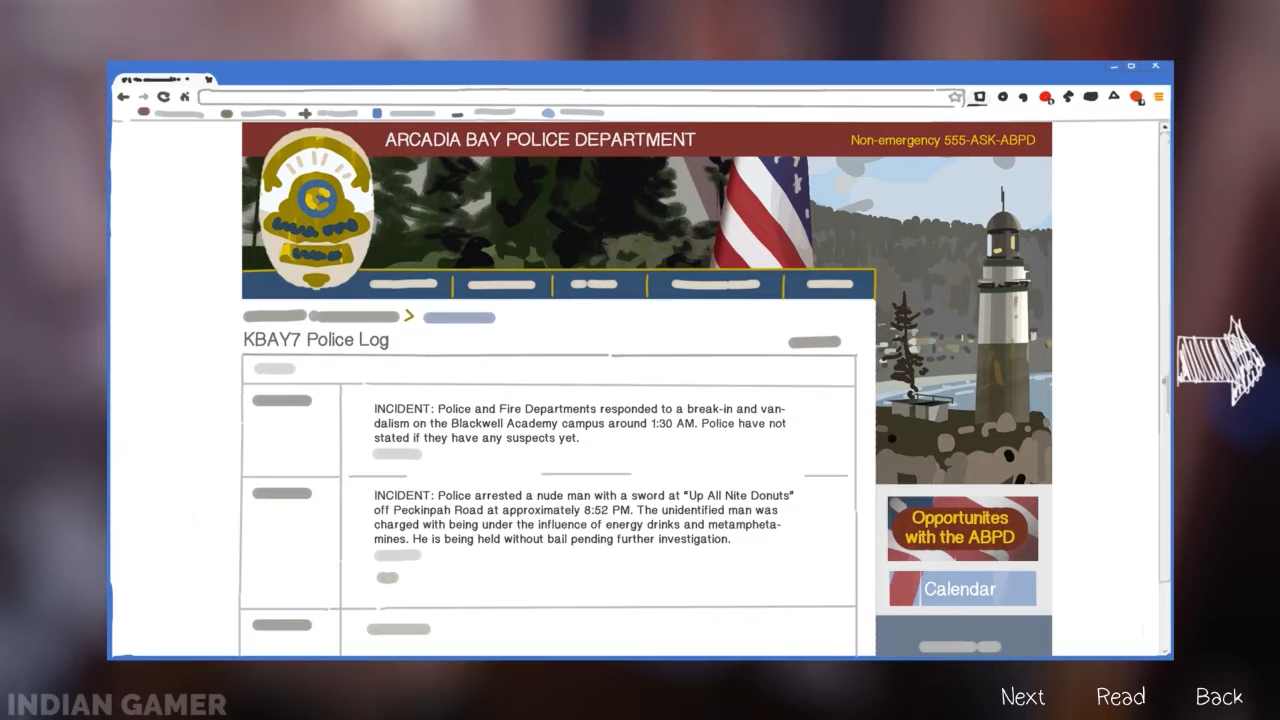 ARCADIA BAY POLICE DEPARTMENT
Non-emergency 555-ASK-ABPD
KBAY7 Police Log
INCIDENT: Police and Fire Departments responded to a break-in and van-
dalism on the Blackwell Academy campus around 1:30 AM. Police have not
stated if they have any suspects yet.
INCIDENT: Police arrested a nude man with a sword at “Up All Nite Donuts”
off Peckinpah Road at approximately 8:52 PM. The unidentified man was
charged with being under the influence of energy drinks and metampheta-
mines. He is being held without bail pending further investigation.
Opportunites
with the ABPD
Calendar
Next
Read
Back
INDIAN GAMER